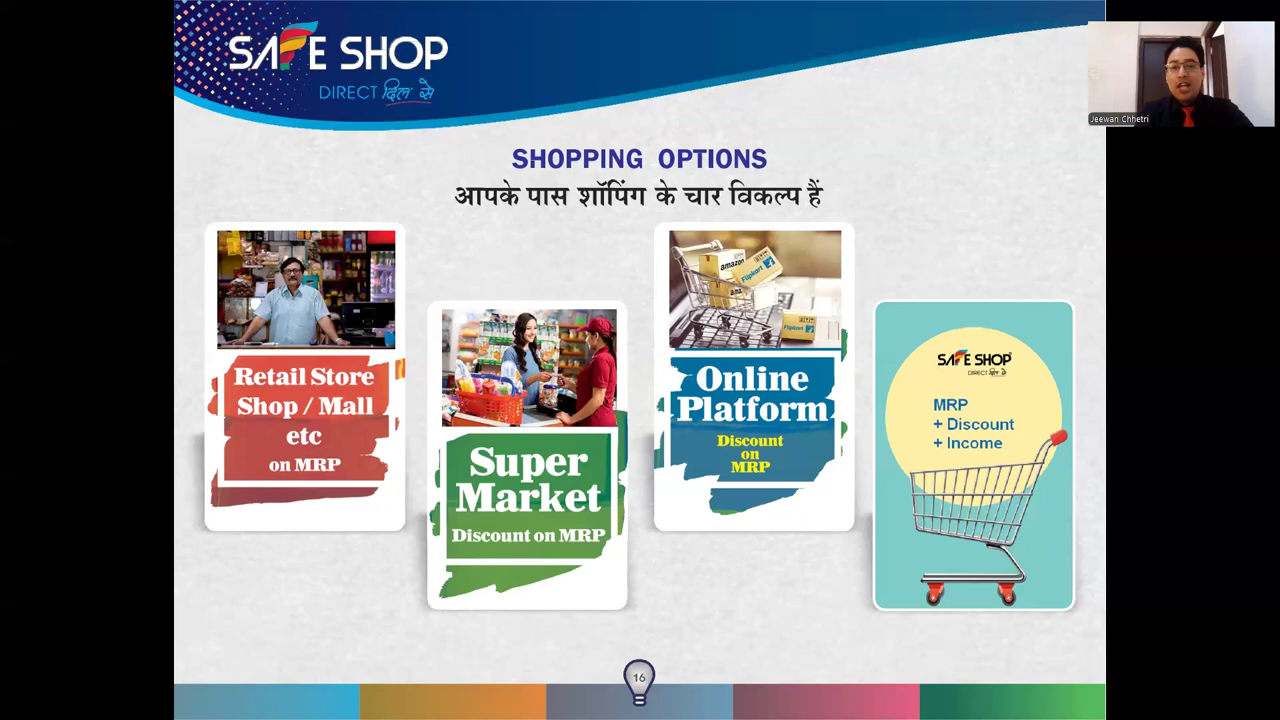 SAFE SHOP
DIRECT दिल से
Jeewan Chhetri
SHOPPING OPTIONS
आपके पास शॉपिंग के चार विकल्प हैं
Retail Store
Shop / Mall
etc
on MRP
Super
Market
Discount on MRP
amazon
Flipkart
Flipkart
Online
Platform
Discount
on
MRP
SAFE SHOP
DIRECT दिल से
MRP
+ Discount
+ Income
16